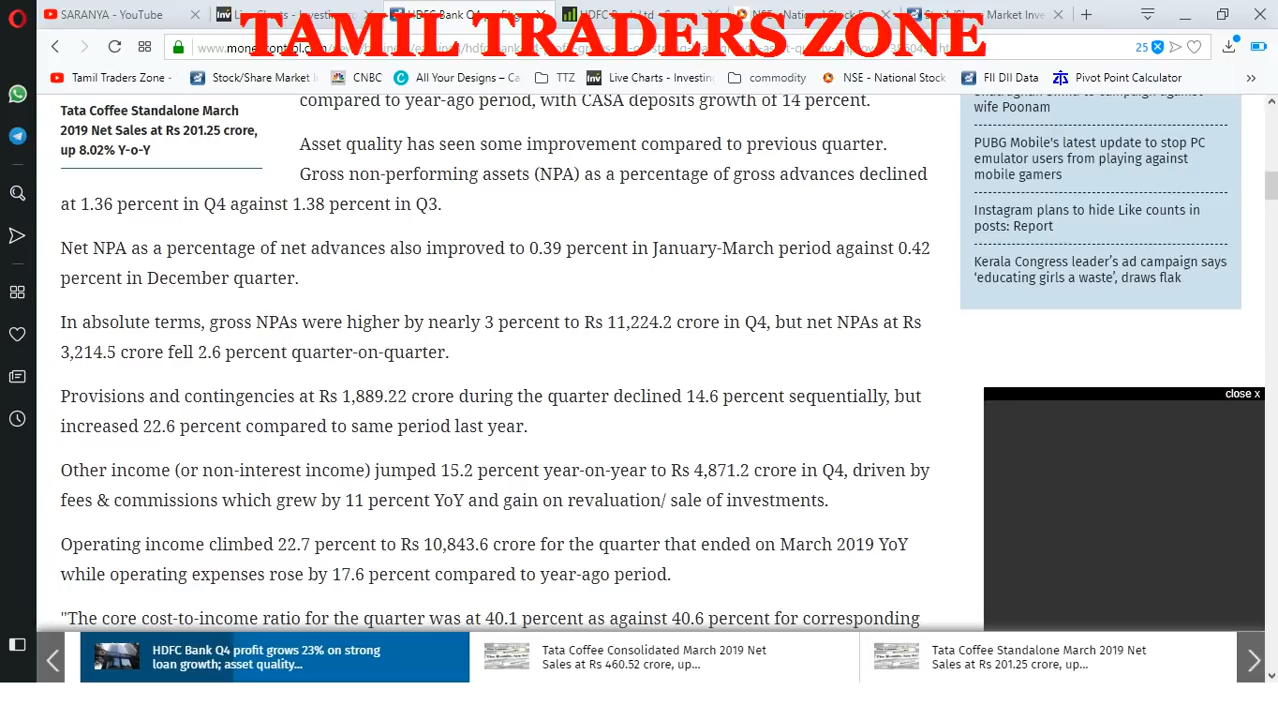 SARANYA - YouTube
TAMIL TRADERS ZONE
25
Tamil Traders Zone -
Stock/Share Market I
CNBC
All Your Designs – Ca
TTZ
Live Charts - Investing
commodity
NSE - National Stock
FII DII Data
Pivot Point Calculator
Tata Coffee Standalone March
2019 Net Sales at Rs 201.25 crore,
up 8.02% Y-o-Y
compared to year-ago period, with CASA deposits growth of 14 percent.
Asset quality has seen some improvement compared to previous quarter.
Gross non-performing assets (NPA) as a percentage of gross advances declined
at 1.36 percent in Q4 against 1.38 percent in Q3.
Net NPA as a percentage of net advances also improved to 0.39 percent in January-March period against 0.42
percent in December quarter.
In absolute terms, gross NPAs were higher by nearly 3 percent to Rs 11,224.2 crore in Q4, but net NPAs at Rs
3,214.5 crore fell 2.6 percent quarter-on-quarter.
Provisions and contingencies at Rs 1,889.22 crore during the quarter declined 14.6 percent sequentially, but
increased 22.6 percent compared to same period last year.
Other income (or non-interest income) jumped 15.2 percent year-on-year to Rs 4,871.2 crore in Q4, driven by
fees & commissions which grew by 11 percent YoY and gain on revaluation/ sale of investments.
Operating income climbed 22.7 percent to Rs 10,843.6 crore for the quarter that ended on March 2019 YoY
while operating expenses rose by 17.6 percent compared to year-ago period.
"The core cost-to-income ratio for the quarter was at 40.1 percent as against 40.6 percent for corresponding
wife Poonam
PUBG Mobile's latest update to stop PC
emulator users from playing against
mobile gamers
Instagram plans to hide Like counts in
posts: Report
Kerala Congress leader's ad campaign says
'educating girls a waste', draws flak
close x
HDFC Bank Q4 profit grows 23% on strong
loan growth; asset quality...
Tata Coffee Consolidated March 2019 Net
Sales at Rs 460.52 crore, up...
Tata Coffee Standalone March 2019 Net
Sales at Rs 201.25 crore, up...